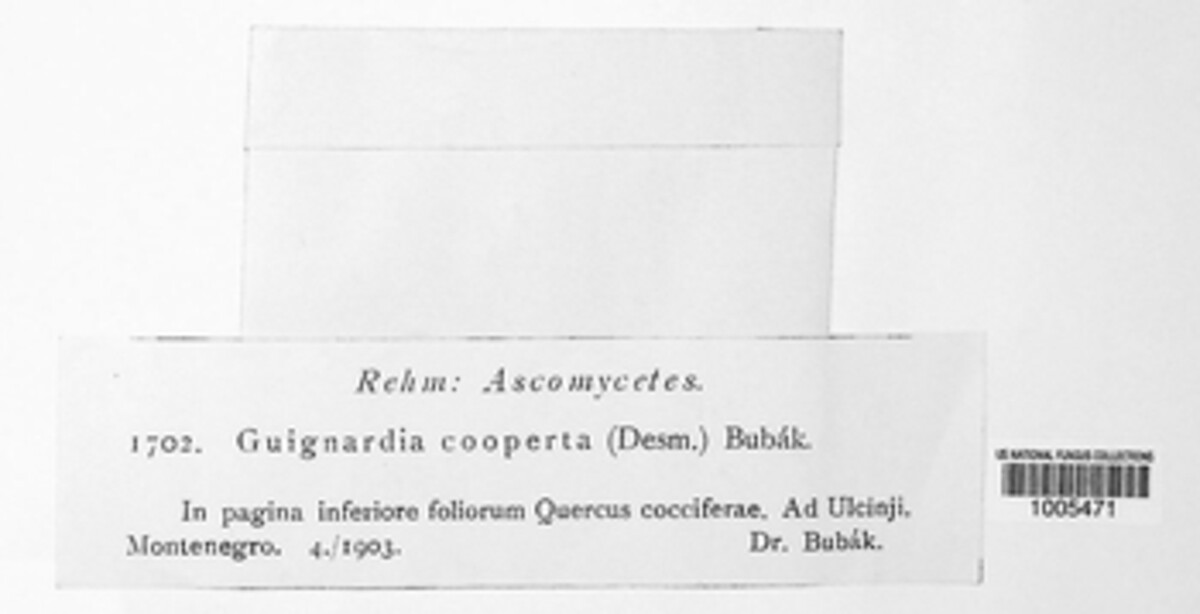 Rehm: Ascomycetes.
1702. Guignardia cooperta (Desm.) Bubák.
In pagina inferiore foliorum Quercus cocciferae. Ad Ulcinji.
Montenegro. 4./1903. Dr. Bubák.
US NATIONAL FUNGUS COLLECTIONS
1005471